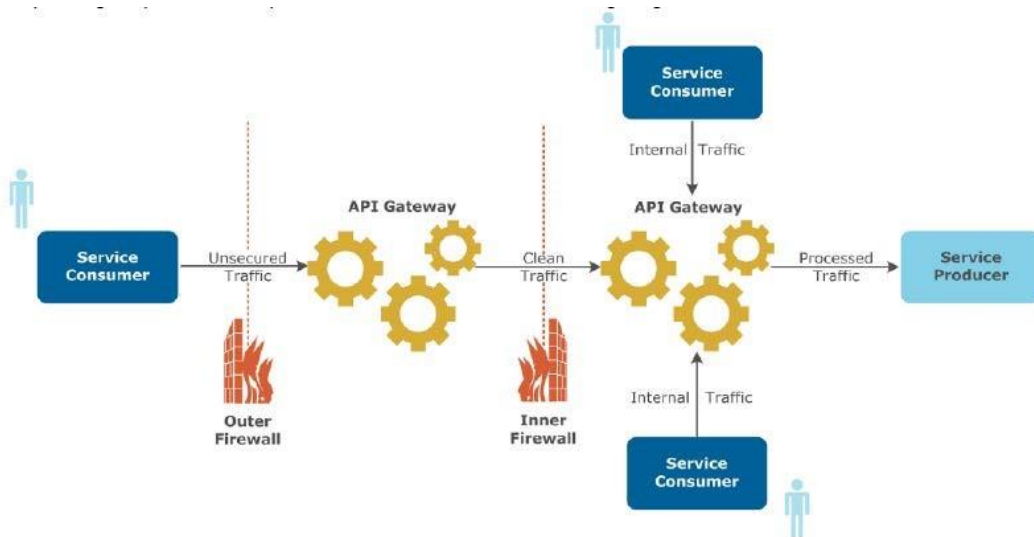 Service
Consumer
Internal Traffic
API Gateway
API Gateway
Service
Consumer
Unsecured
Traffic
Clean
Traffic
Processed
Traffic
Service
Producer
Outer
Firewall
Inner
Firewall
Internal Traffic
Service
Consumer